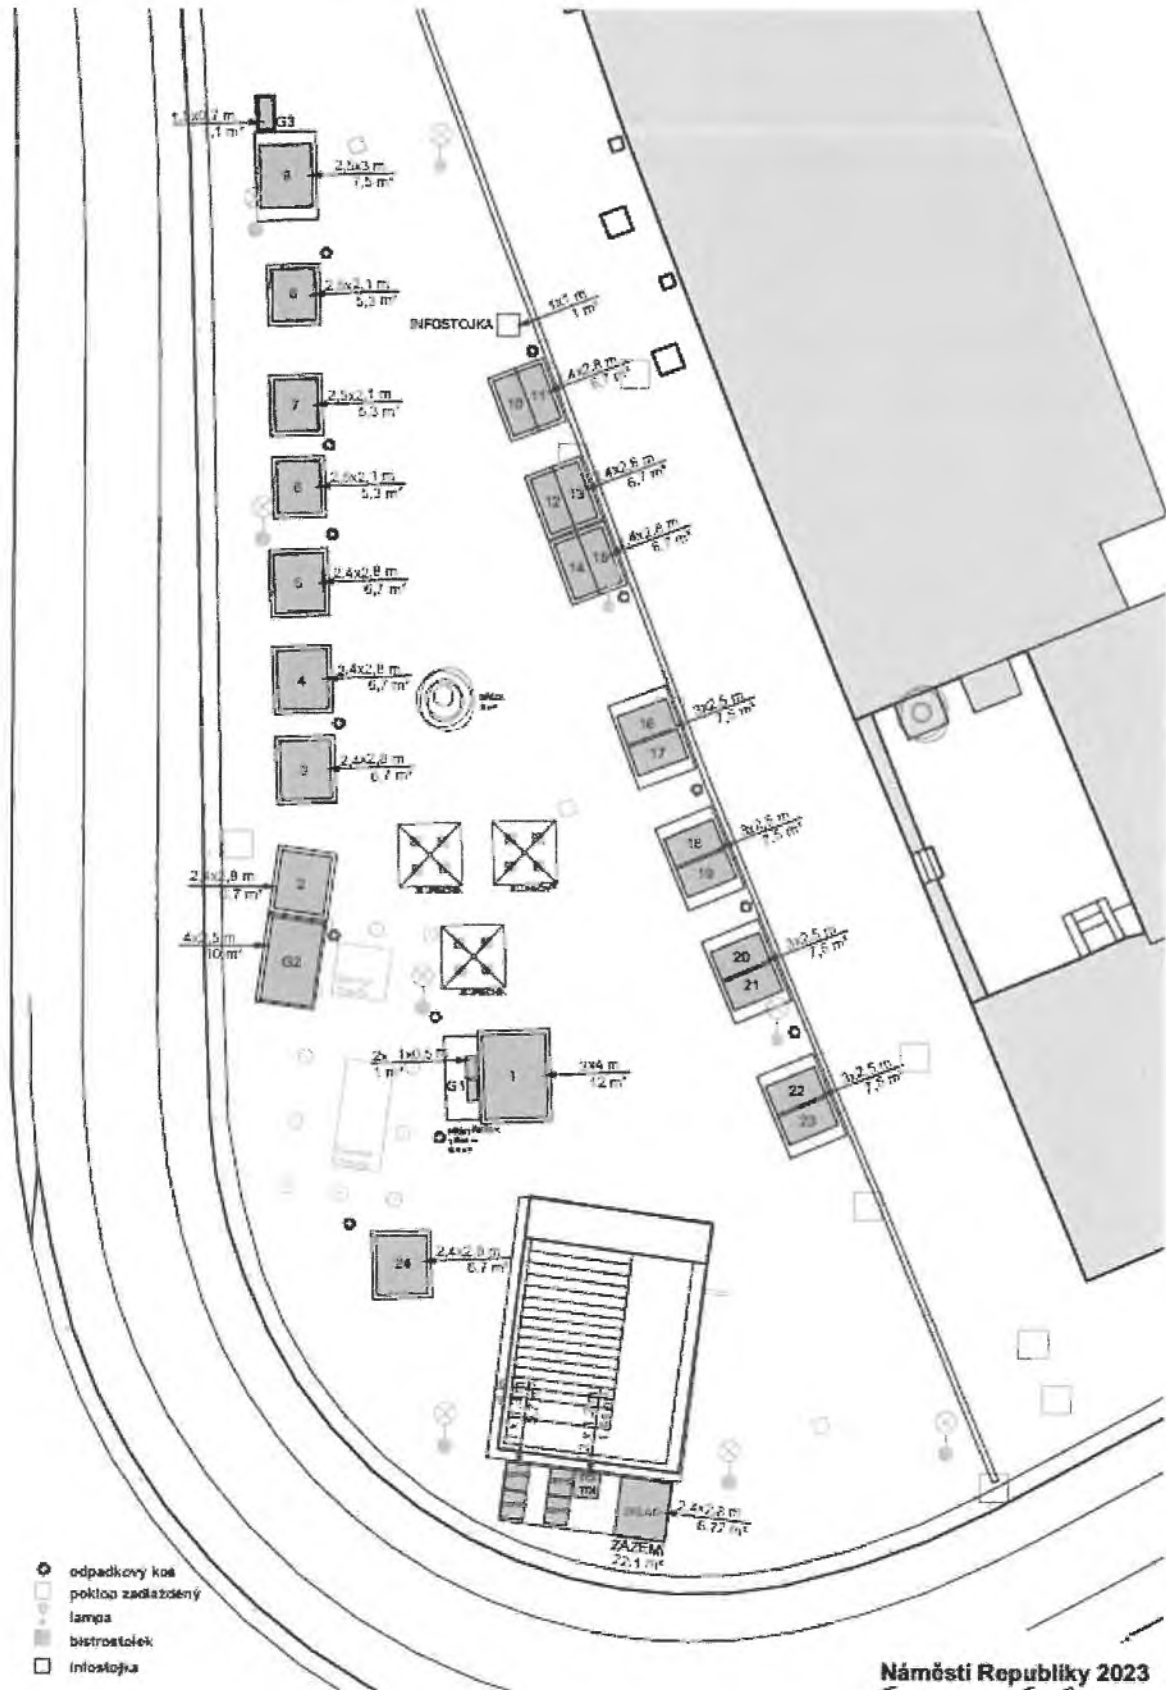 G3
1,1 m²
9
2,5x3 m
7,5 m²
8
2,5x2,1 m
5,3 m²
INFOSTOJKA
1x1 m
1 m²
7
2,5x2,1 m
5,3 m²
10
11
4x2,8 m
6,7 m²
6
2,5x2,1 m
5,3 m²
12
13
4x2,8 m
6,7 m²
14
15
4x2,8 m
6,7 m²
5
2,4x2,8 m
6,7 m²
4
2,4x2,8 m
6,7 m²
3
2,4x2,8 m
6,7 m²
16
17
3x2,5 m
7,5 m²
18
19
3x2,5 m
7,5 m²
2
2,4x2,8 m
6,7 m²
4x2,5 m
10 m²
G2
20
21
3x2,5 m
7,5 m²
2x 1x0,5 m
1 m²
G1
1
3x4 m
12 m²
22
23
3x2,5 m
7,5 m²
24
2,4x2,8 m
6,7 m²
SKLAD
2,4x2,8 m
6,72 m²
ZÁZEMÍ
22,1 m²
odpadkový koš
poklop zadlážděný
lampa
bistrostolek
infostojka
Náměstí Republiky 2023